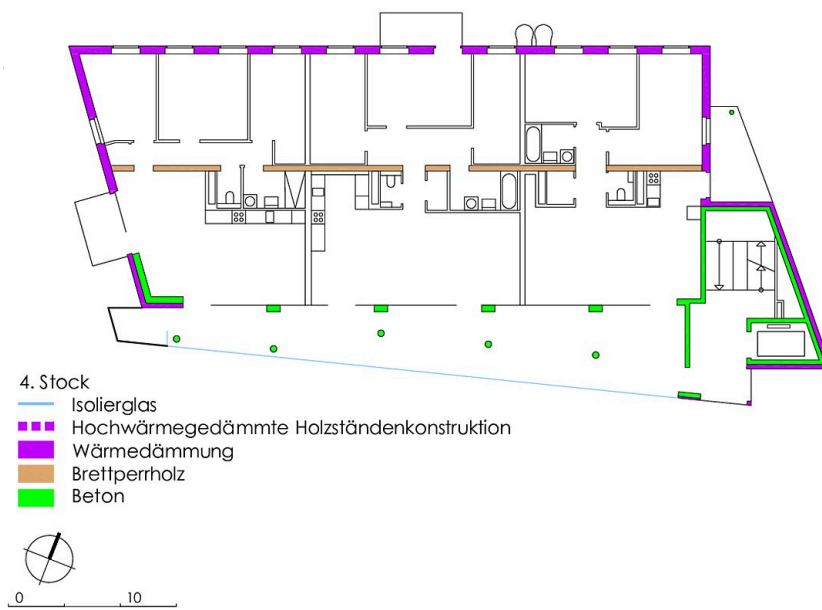 4. Stock
Isolierglas
Hochwärmegedämmte Holzständenkonstruktion
Wärmedämmung
Brettperrholz
Beton
0 10